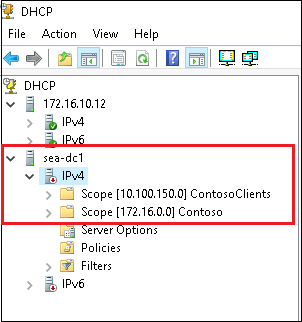 DHCP
File Action View Help
DHCP
172.16.10.12
IPv4
IPv6
sea-dc1
IPv4
Scope [10.100.150.0] ContosoClients
Scope [172.16.0.0] Contoso
Server Options
Policies
Filters
IPv6